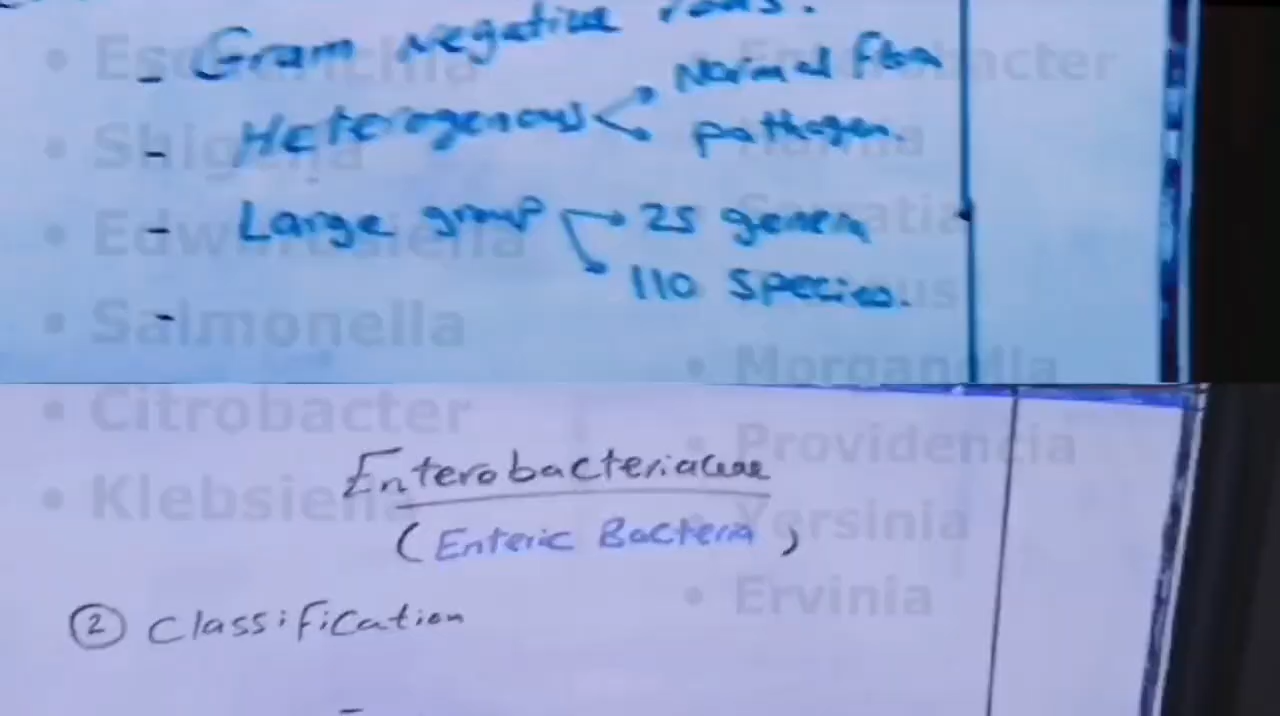 - Gram negative rods.
- Heterogenous Normal Flora
pathogen.
- Large group 25 genera
110 species.
-
Enterobacteriaceae
(Enteric Bacteria)
② Classification
-
• Escherichia
• Shigella
• Edwardsiella
• Salmonella
• Citrobacter
• Klebsiella
• Enterobacter
• Hafnia
• Serratia
• Proteus
• Morganella
• Providencia
• Yersinia
• Ervinia